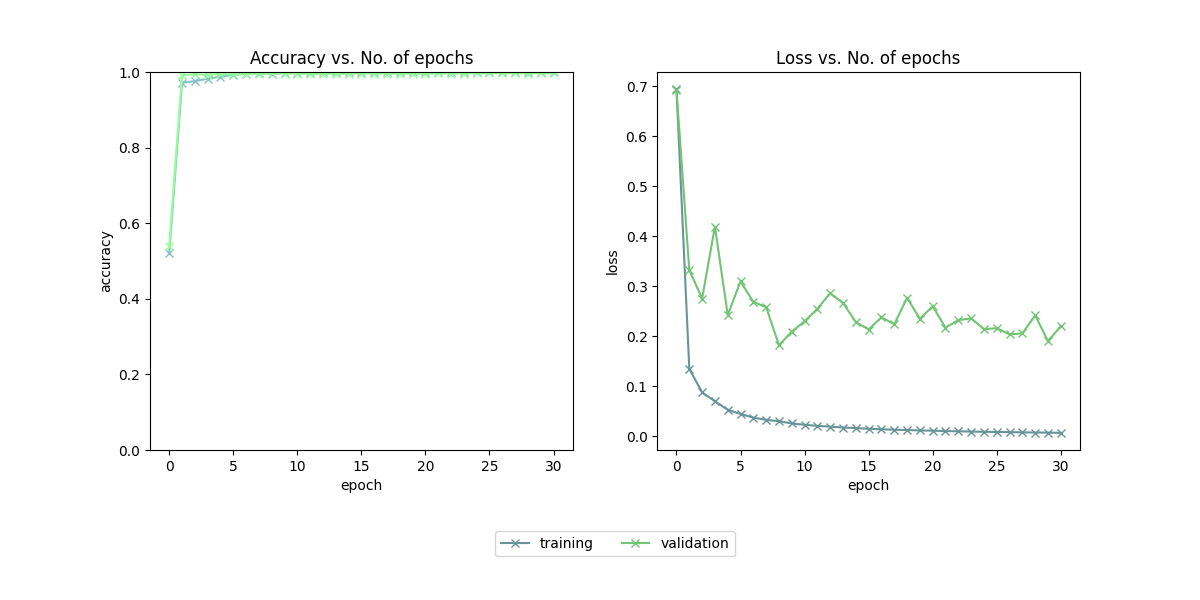 Accuracy vs. No. of epochs
1.0
0.8
0.6
0.4
0.2
0.0
accuracy
0 5 10 15 20 25 30
epoch
Loss vs. No. of epochs
0.7
0.6
0.5
0.4
0.3
0.2
0.1
0.0
loss
0 5 10 15 20 25 30
epoch
training validation